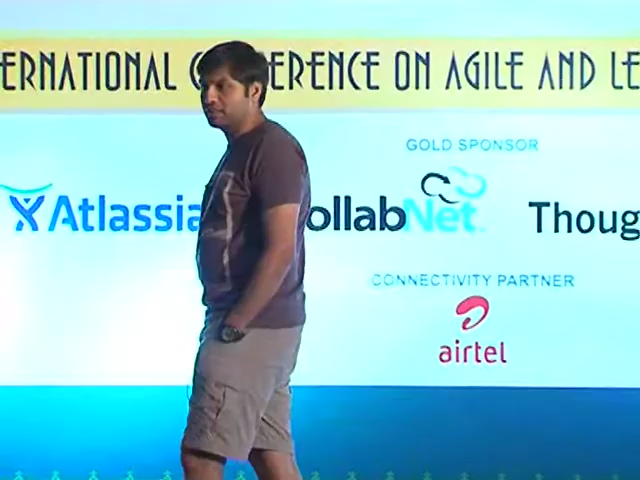 ERNATIONAL C ERENCE ON AGILE AND LE
GOLD SPONSOR
Atlassia ollabNet Thoug
CONNECTIVITY PARTNER
airtel